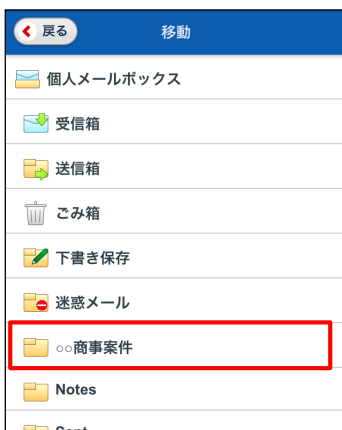 戻る
移動
個人メールボックス
受信箱
送信箱
ごみ箱
下書き保存
迷惑メール
○○商事案件
Notes